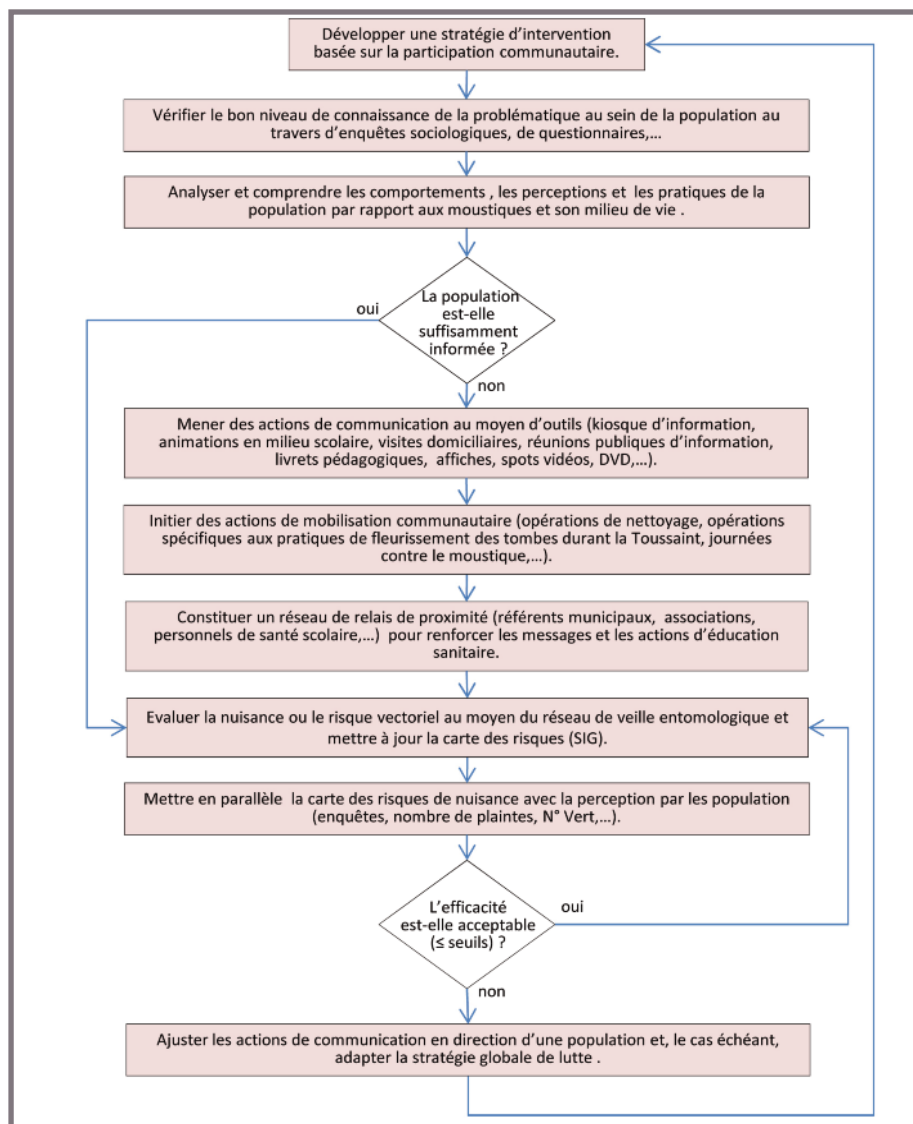 Développer une stratégie d’intervention
basée sur la participation communautaire.
Vérifier le bon niveau de connaissance de la problématique au sein de la population au
travers d’enquêtes sociologiques, de questionnaires,...
Analyser et comprendre les comportements , les perceptions et les pratiques de la
population par rapport aux moustiques et son milieu de vie .
La population
est-elle
suffisamment
informée ?
oui
non
Mener des actions de communication au moyen d’outils (kiosque d’information,
animations en milieu scolaire, visites domiciliaires, réunions publiques d’information,
livrets pédagogiques, affiches, spots vidéos, DVD,...).
Initier des actions de mobilisation communautaire (opérations de nettoyage, opérations
spécifiques aux pratiques de fleurissement des tombes durant la Toussaint, journées
contre le moustique,...).
Constituer un réseau de relais de proximité (référents municipaux, associations,
personnels de santé scolaire,...) pour renforcer les messages et les actions d’éducation
sanitaire.
Evaluer la nuisance ou le risque vectoriel au moyen du réseau de veille entomologique et
mettre à jour la carte des risques (SIG).
Mettre en parallèle la carte des risques de nuisance avec la perception par les population
(enquêtes, nombre de plaintes, N° Vert,...).
L’efficacité
est-elle acceptable
(≤ seuils) ?
oui
non
Ajuster les actions de communication en direction d’une population et, le cas échéant,
adapter la stratégie globale de lutte .